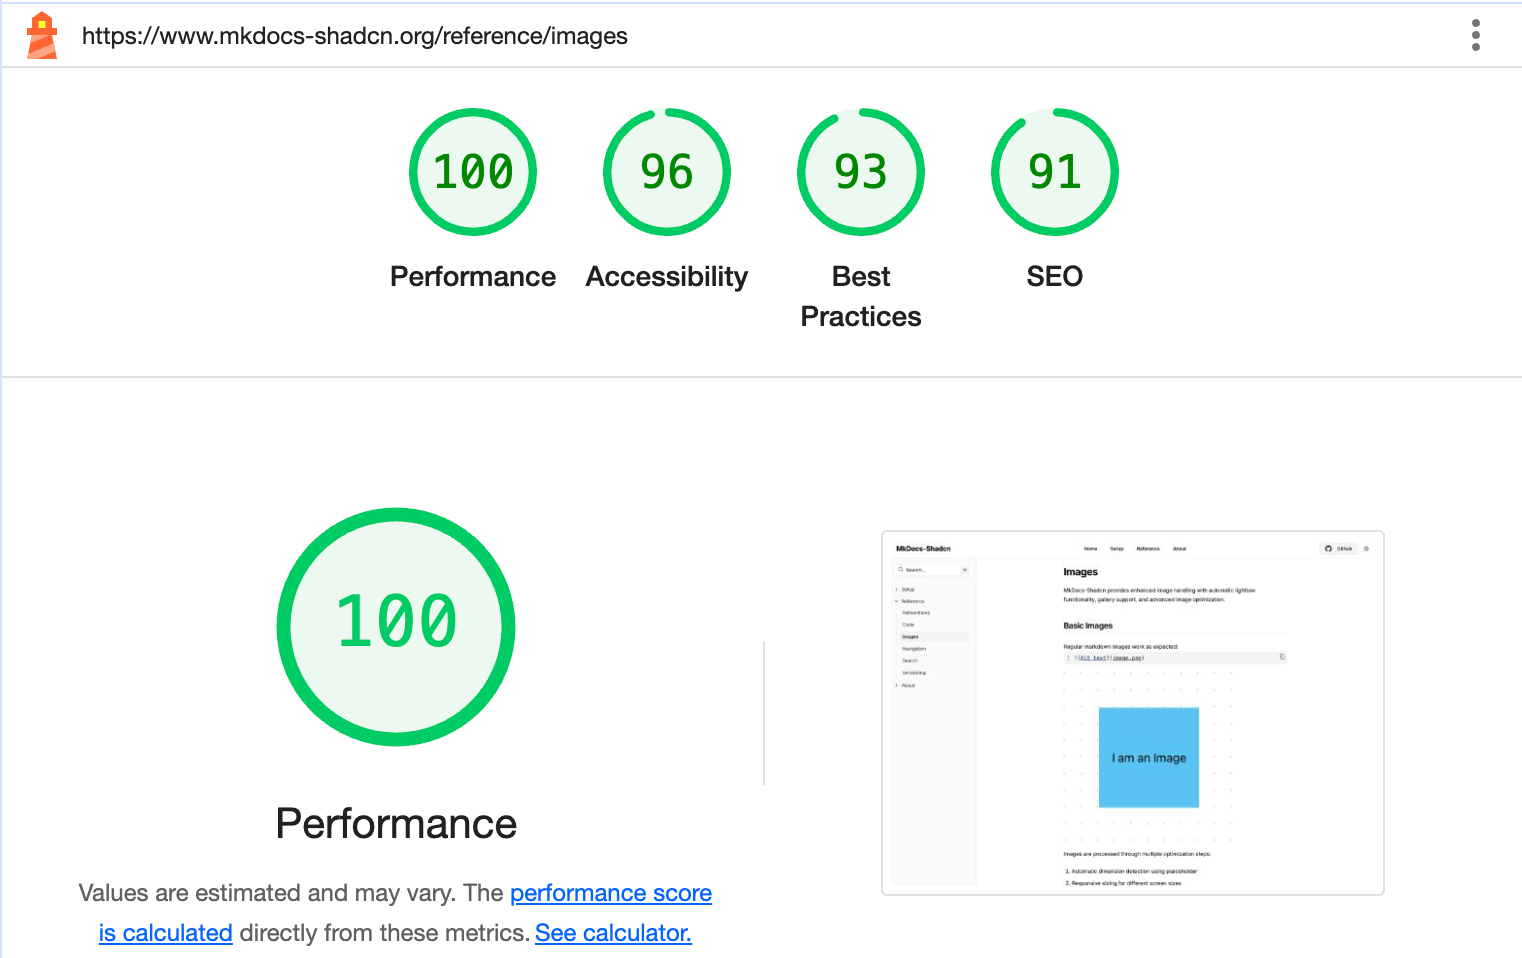 https://www.mkdocs-shadcn.org/reference/images
100
96
93
91
Performance
Accessibility
Best
Practices
SEO
100
Performance
Values are estimated and may vary. The performance score
is calculated directly from these metrics. See calculator.
MkDocs-Shadcn
Home
Setup
Reference
About
Github
Search...
Setup
Reference
Admonitions
Code
Images
Navigation
Search
Versioning
About
Images
MkDocs-Shadcn provides enhanced image handling with automatic lightbox
functionality, gallery support, and advanced image optimization.
Basic Images
Regular markdown images work as expected:
1 ![Alt text](image.png)
I am an Image
Images are processed through multiple optimization steps:
1. Automatic dimension detection using placeholder
2. Responsive sizing for different screen sizes